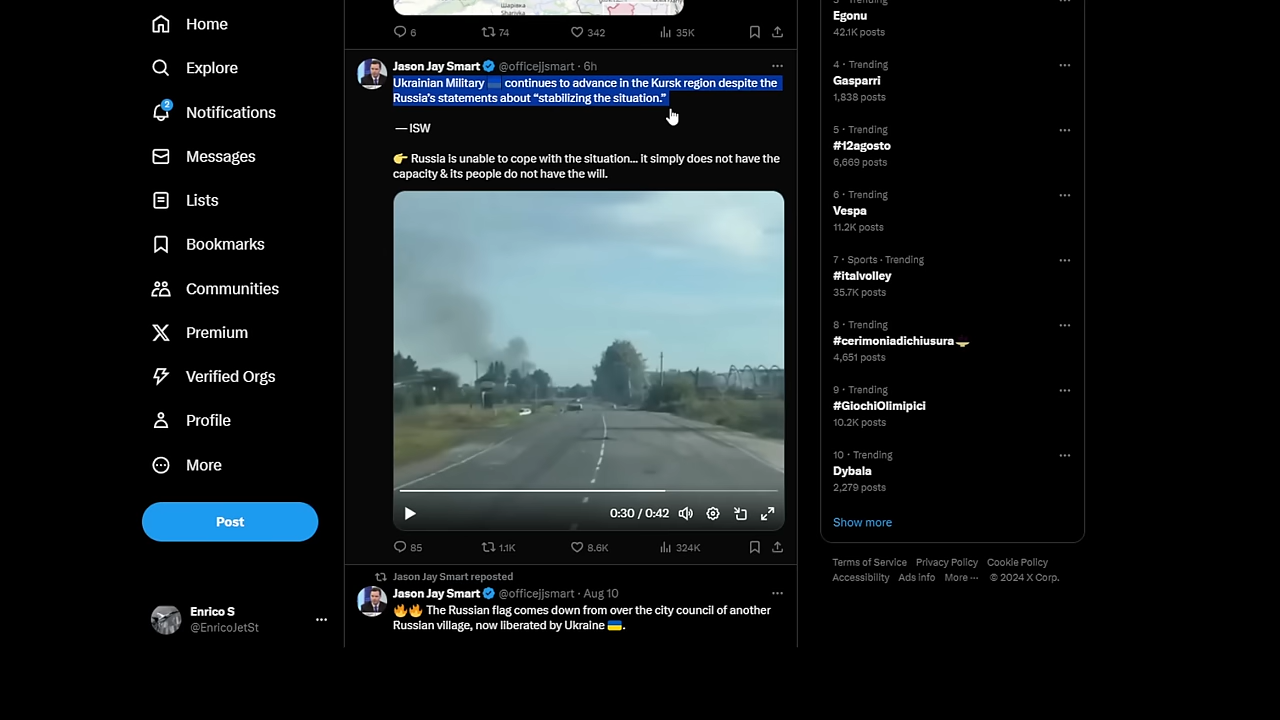 Шарівка
Sharivka
Home
Explore
2
Notifications
Messages
Lists
Bookmarks
Communities
Premium
Verified Orgs
Profile
More
Post
Enrico S
@EnricoJetSt
6 74 342 35K
Jason Jay Smart @officejjsmart · 6h
Ukrainian Military continues to advance in the Kursk region despite the
Russia’s statements about “stabilizing the situation.”
— ISW
👉 Russia is unable to cope with the situation... it simply does not have the
capacity & its people do not have the will.
0:30 / 0:42
85 1.1K 8.6K 324K
Jason Jay Smart reposted
Jason Jay Smart @officejjsmart · Aug 10
🔥🔥 The Russian flag comes down from over the city council of another
Russian village, now liberated by Ukraine 🇺🇦.
Egonu
42.1K posts
4 · Trending
Gasparri
1,838 posts
5 · Trending
#12agosto
6,669 posts
6 · Trending
Vespa
11.2K posts
7 · Sports · Trending
#italvolley
35.7K posts
8 · Trending
#cerimoniadichiusura
4,651 posts
9 · Trending
#GiochiOlimipici
10.2K posts
10 · Trending
Dybala
2,279 posts
Show more
Terms of Service Privacy Policy Cookie Policy
Accessibility Ads info More ··· © 2024 X Corp.